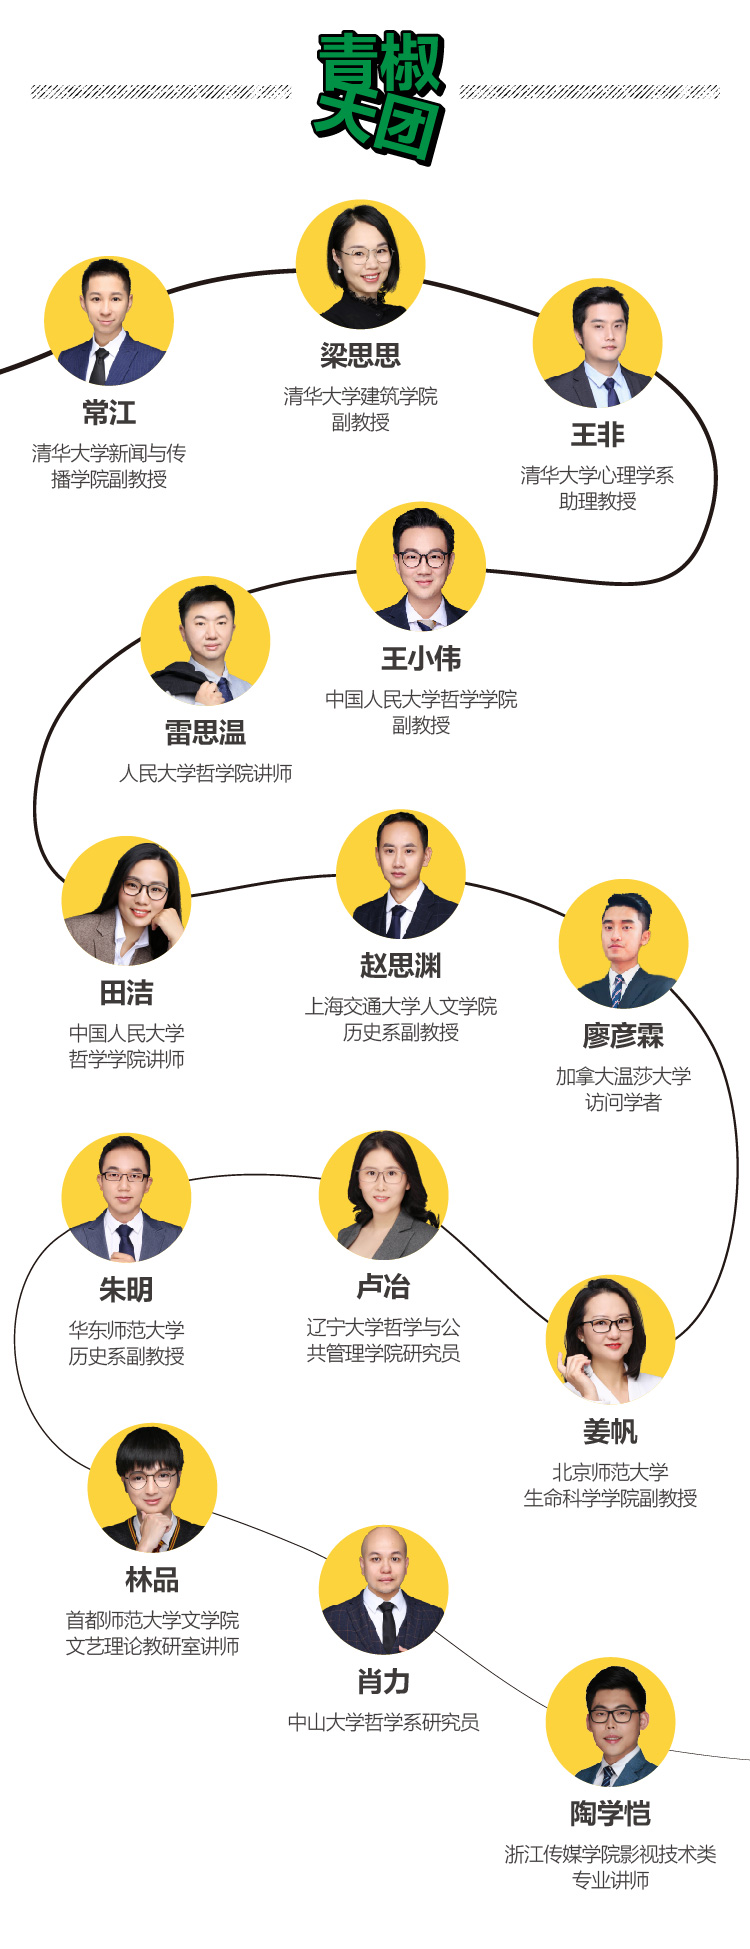 青椒
天团
常江
清华大学新闻与传
播学院副教授
梁思思
清华大学建筑学院
副教授
王非
清华大学心理学系
助理教授
王小伟
中国人民大学哲学学院
副教授
雷思温
人民大学哲学院讲师
田洁
中国人民大学
哲学学院讲师
赵思渊
上海交通大学人文学院
历史系副教授
廖彦霖
加拿大温莎大学
访问学者
朱明
华东师范大学
历史系副教授
卢冶
辽宁大学哲学与公
共管理学院研究员
姜帆
北京师范大学
生命科学学院副教授
林品
首都师范大学文学院
文艺理论教研室讲师
肖力
中山大学哲学系研究员
陶学恺
浙江传媒学院影视技术类
专业讲师